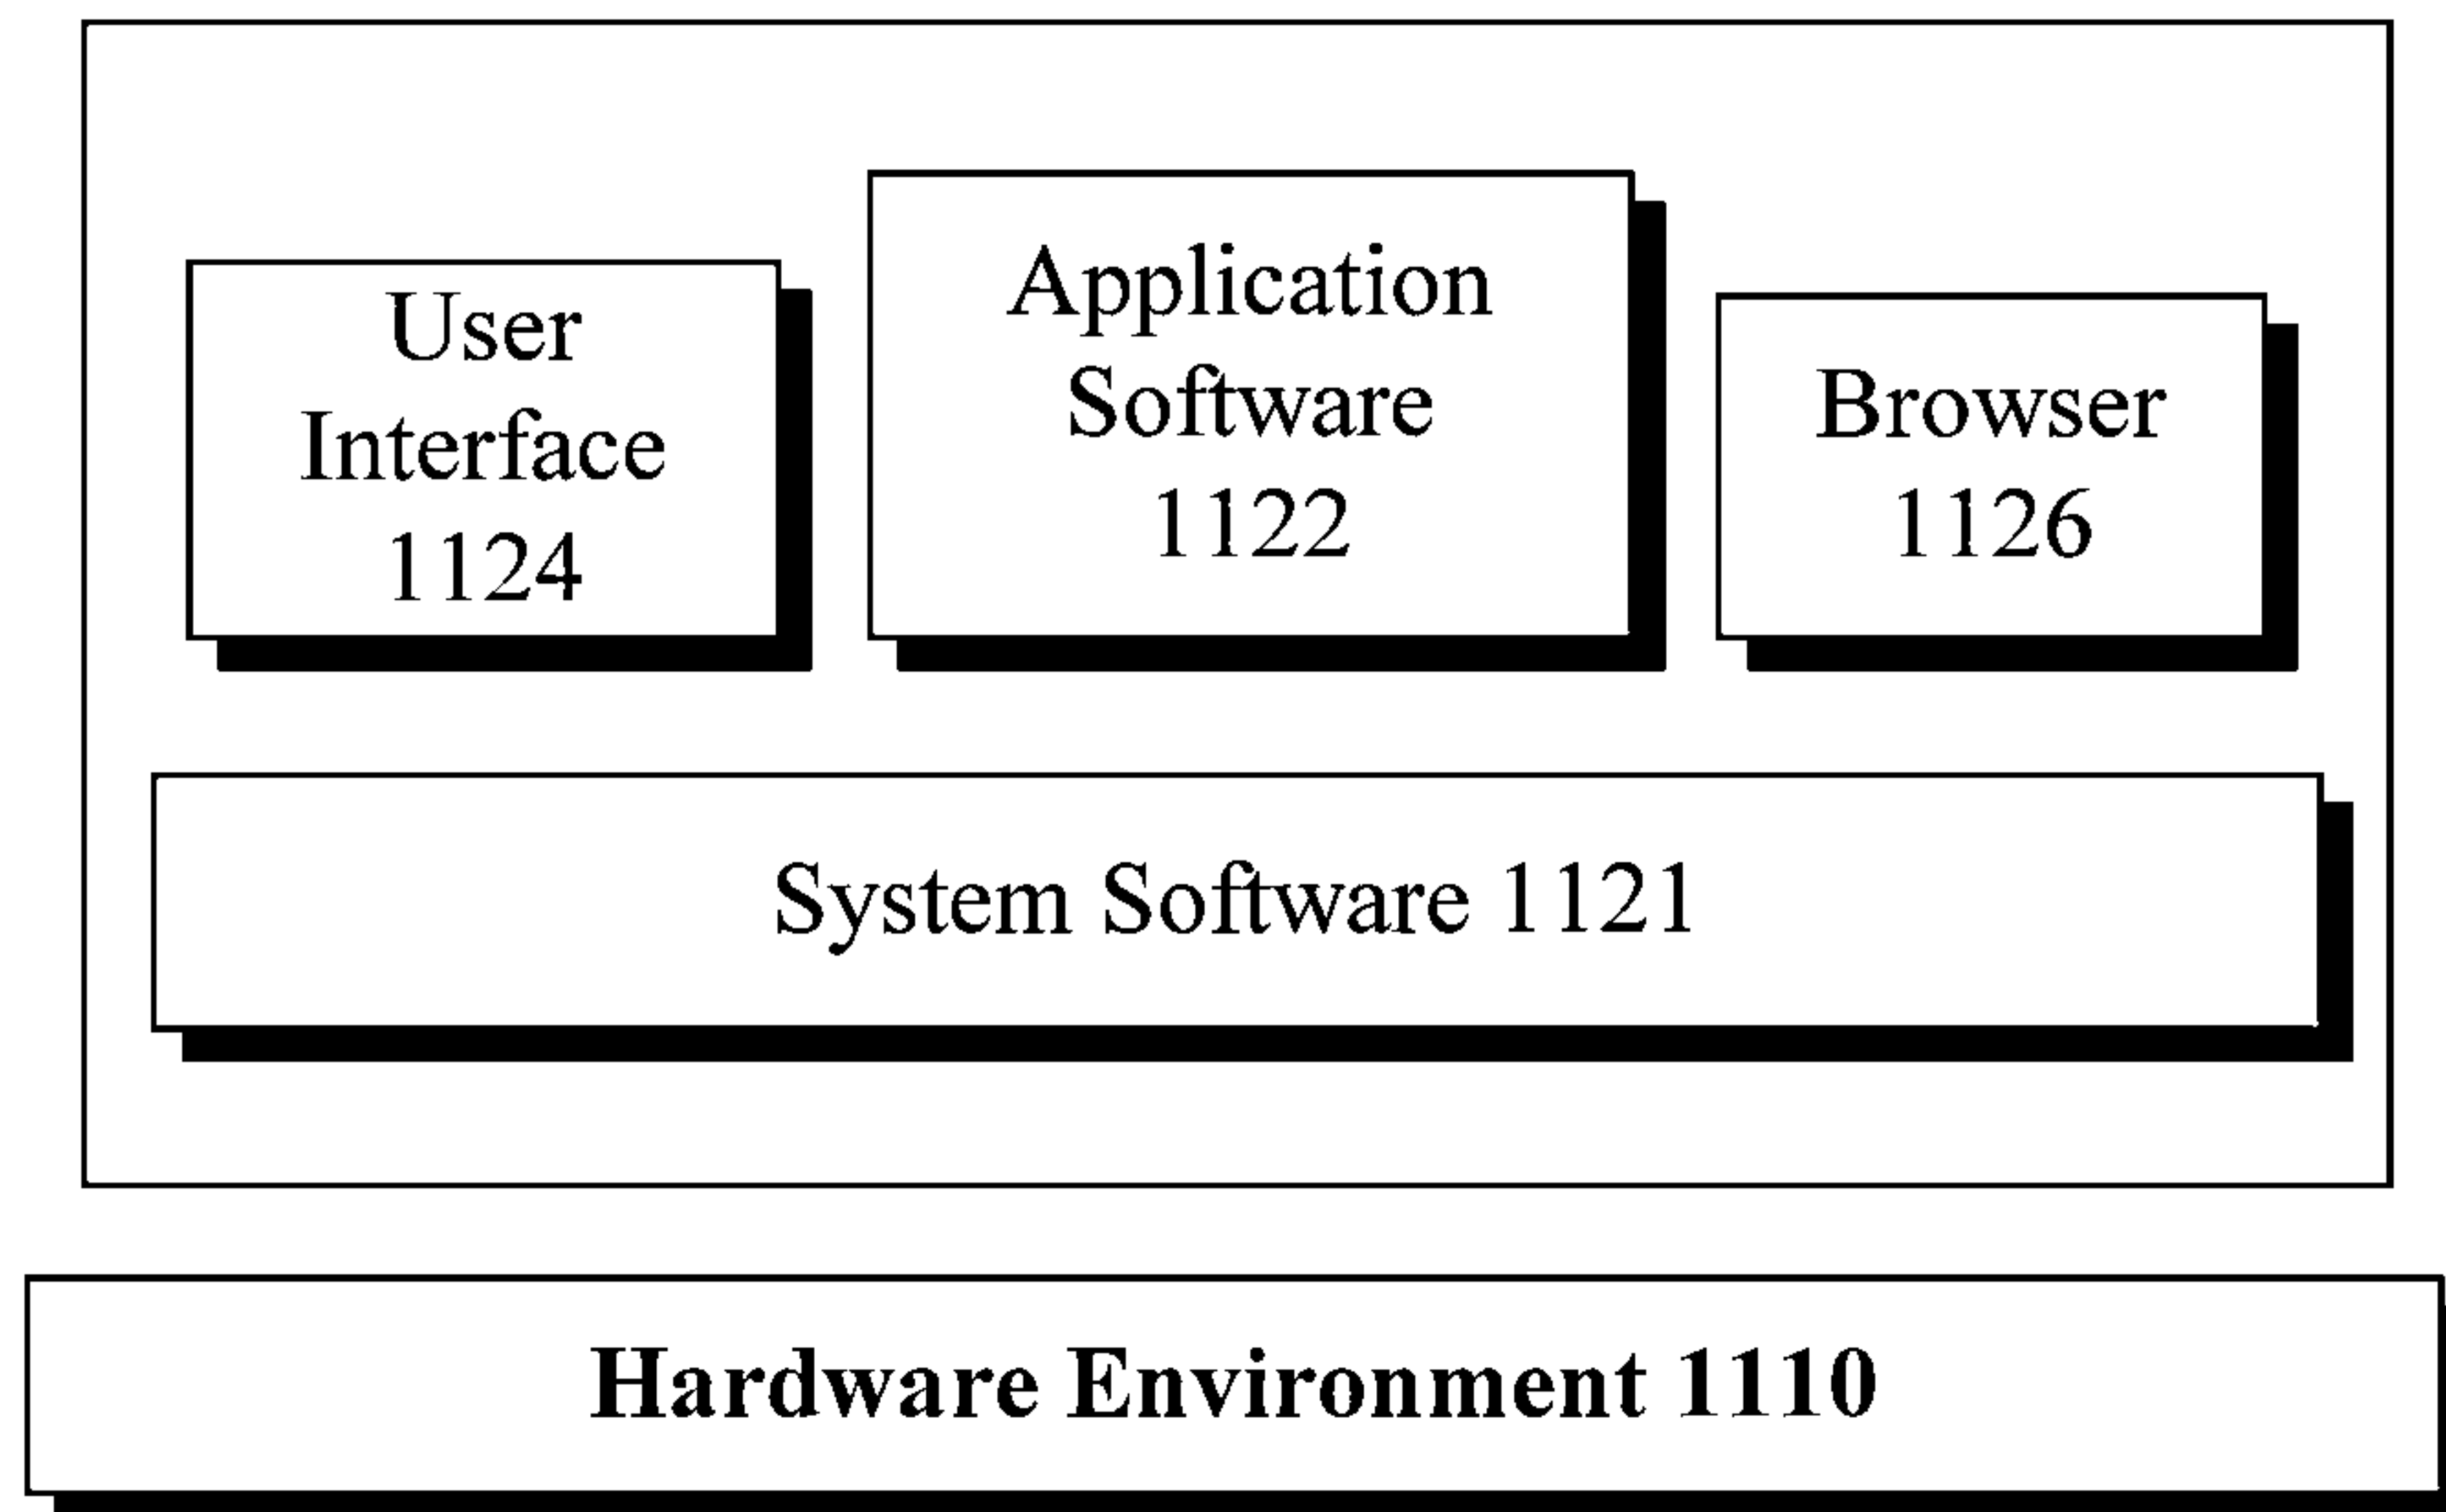 User
Interface
1124
Application
Software
1122
Browser
1126
System Software 1121
Hardware Environment 1110